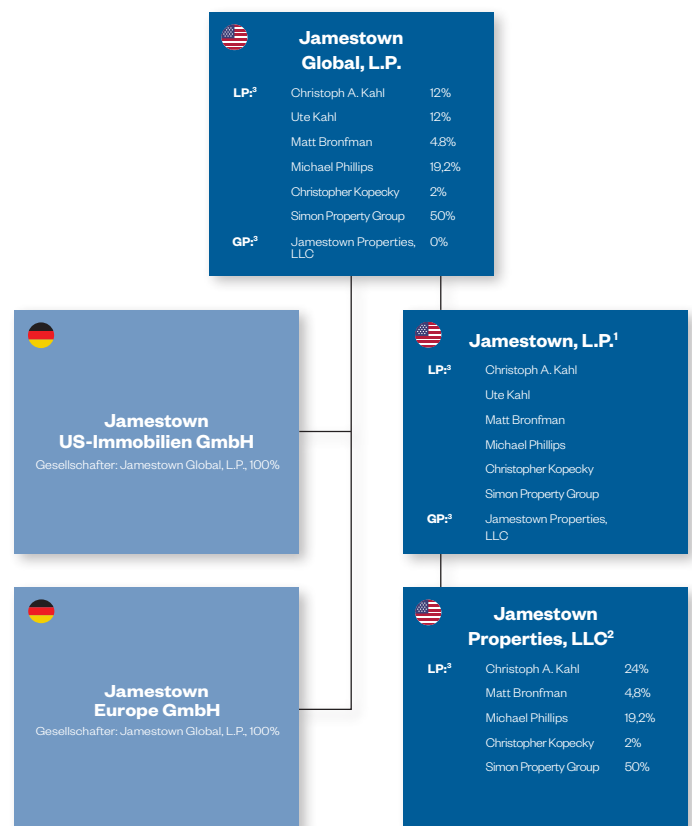 Jamestown
Global, L.P.
LP:³ Christoph A. Kahl 12%
Ute Kahl 12%
Matt Bronfman 4.8%
Michael Phillips 19,2%
Christopher Kopecky 2%
Simon Property Group 50%
GP:³ Jamestown Properties, 0%
LLC
Jamestown
US-Immobilien GmbH
Gesellschafter: Jamestown Global, L.P., 100%
Jamestown, L.P.¹
LP:³ Christoph A. Kahl
Ute Kahl
Matt Bronfman
Michael Phillips
Christopher Kopecky
Simon Property Group
GP:³ Jamestown Properties,
LLC
Jamestown
Europe GmbH
Gesellschafter: Jamestown Global, L.P., 100%
Jamestown
Properties, LLC²
LP:³ Christoph A. Kahl 24%
Matt Bronfman 4,8%
Michael Phillips 19,2%
Christopher Kopecky 2%
Simon Property Group 50%